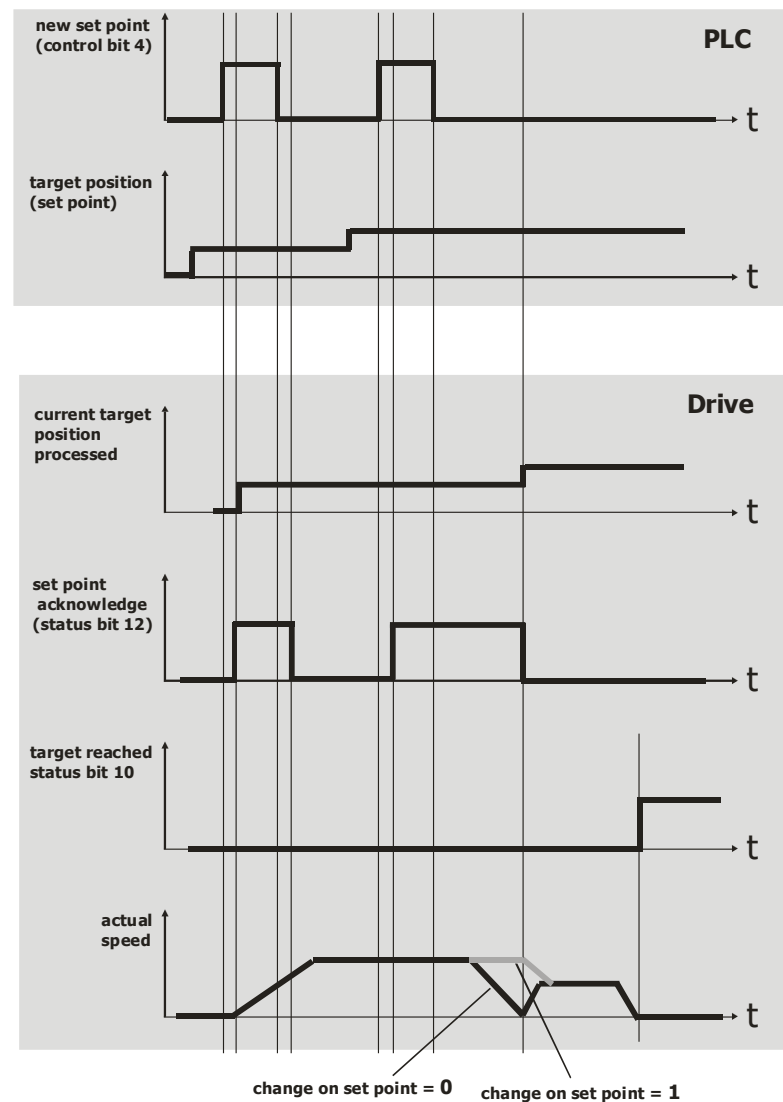 new set point
(control bit 4)
PLC
t
target position
(set point)
t
Drive
current target
position
processed
t
set point
acknowledge
(status bit 12)
t
target reached
status bit 10
t
actual
speed
t
change on set point = 0
change on set point = 1